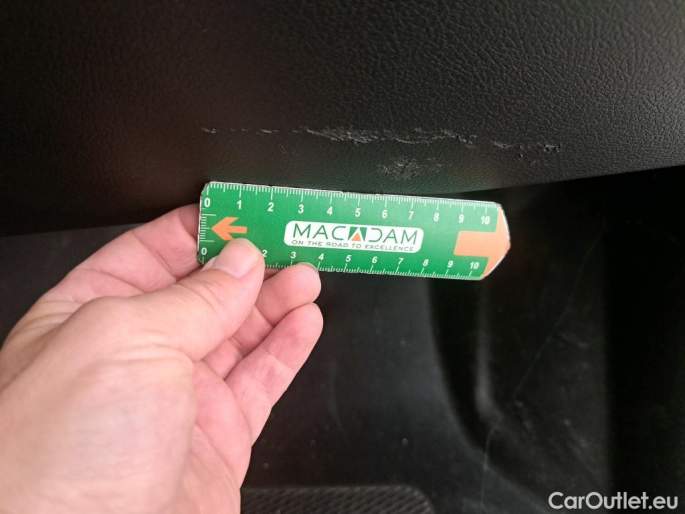 0 1 2 3 4 5 6 7 8 9 10
MACADAM
ON THE ROAD TO EXCELLENCE
0 2 3 4 5 6 7 8 9 10
CarOutlet.eu